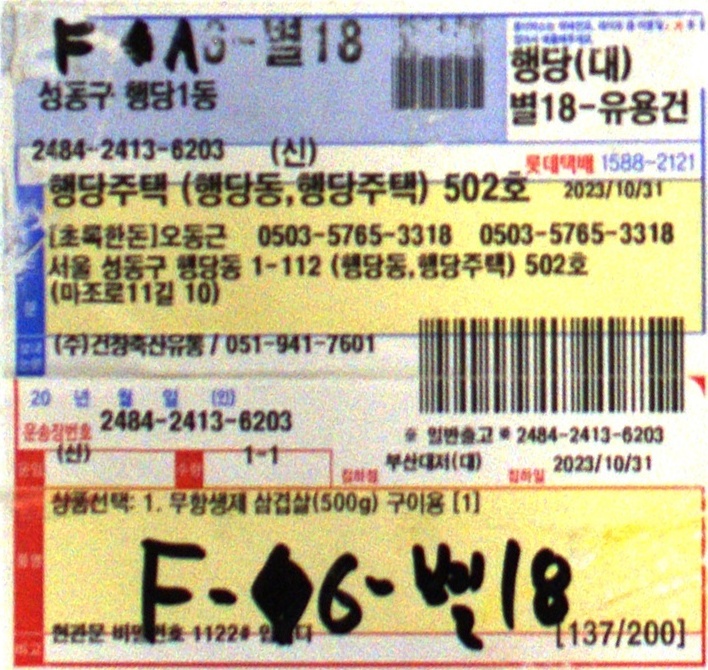 별18
행당(대)
성동구 행당1동
별18-유용건
2484-2413-6203 (신)
롯데택배 1588-2121
행당주택 (행당동,행당주택) 502호 2023/10/31
[초록한돈]오동근 0503-5765-3318 0503-5765-3318
서울 성동구 행당동 1-112 (행당동,행당주택) 502호
(마조로11길 10)
(주)건창축산유통 / 051-941-7601
20 년 월 일 (인)
운송장번호 2484-2413-6203
※ 일반출고 ※ 2484-2413-6203
(신) 1-1
집하점 부산대저(대) 집하일 2023/10/31
상품선택: 1. 무항생제 삼겹살(500g) 구이용 [1]
F- 6-별18
현관문 비밀번호 1122# [137/200]